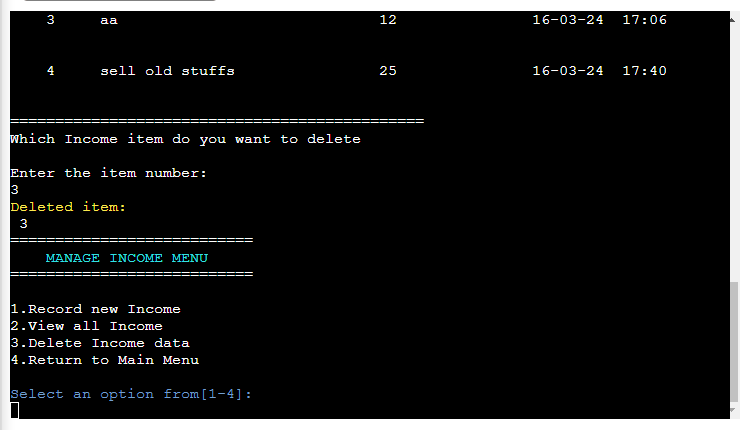 3 aa 12 16-03-24 17:06
4 sell old stuffs 25 16-03-24 17:40
==============================================
Which Income item do you want to delete
Enter the item number:
3
Deleted item:
3
===========================
MANAGE INCOME MENU
===========================
1.Record new Income
2.View all Income
3.Delete Income data
4.Return to Main Menu
Select an option from[1-4]: